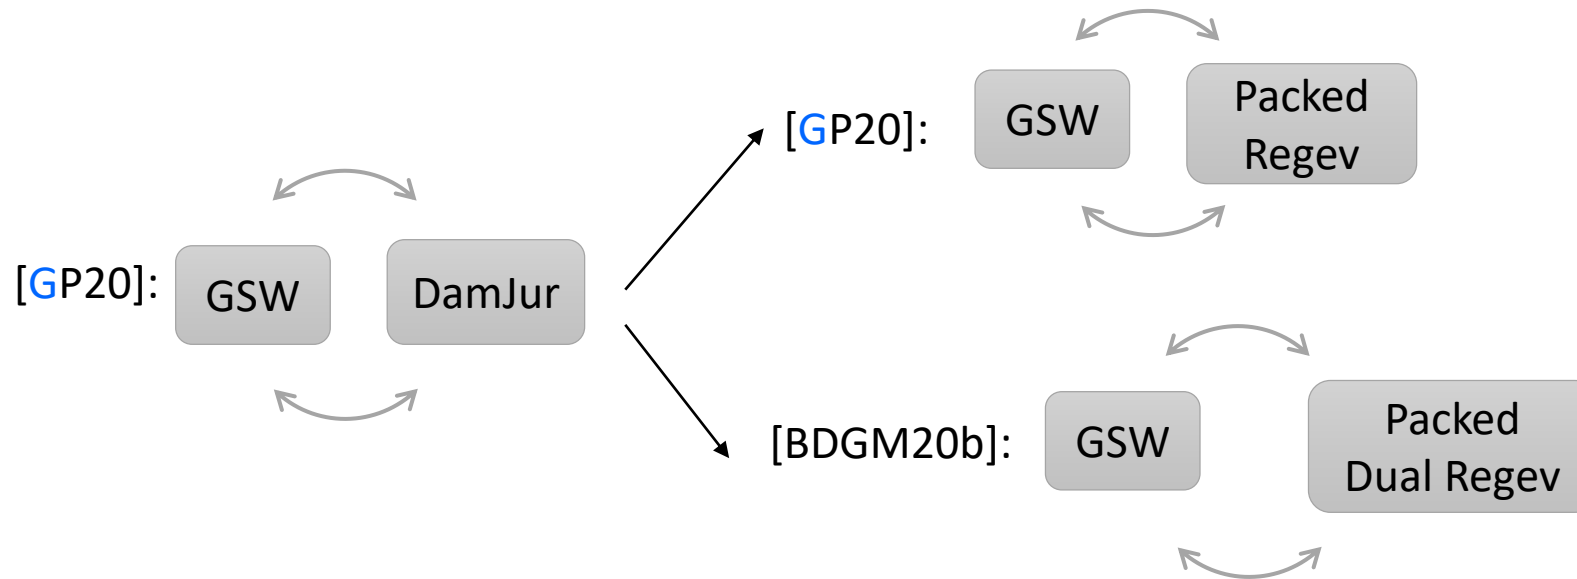 [GP20]: GSW DamJur
[GP20]: GSW Packed
Regev
[BDGM20b]: GSW Packed
Dual Regev